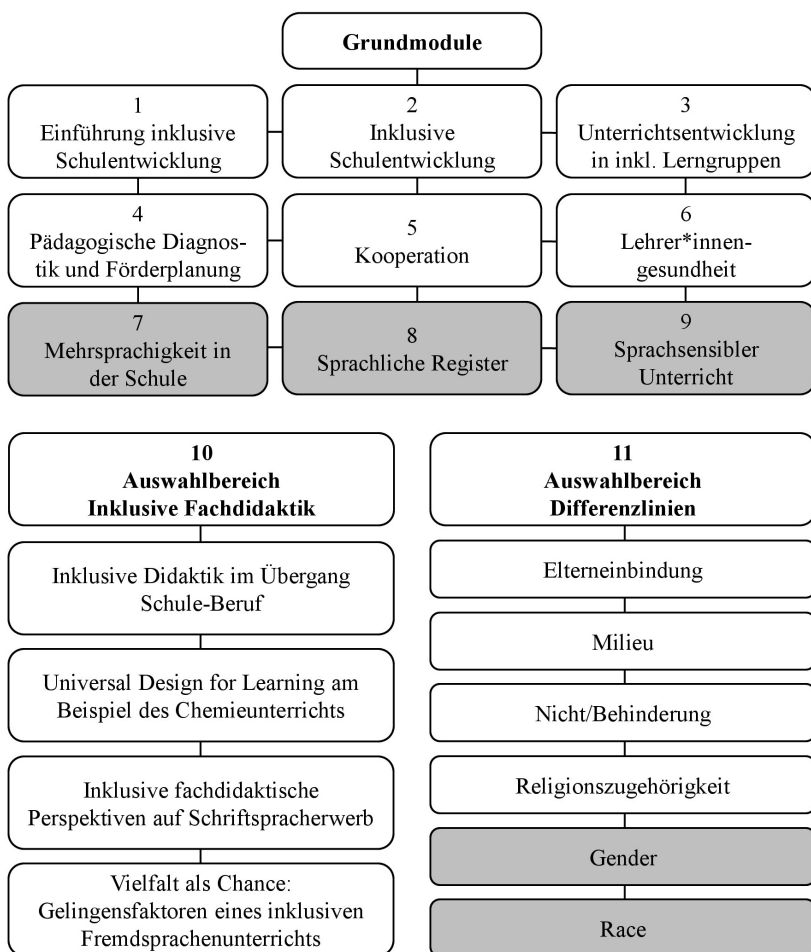 Grundmodule
1
Einführung inklusive
Schulentwicklung
2
Inklusive
Schulentwicklung
3
Unterrichtsentwicklung
in inkl. Lerngruppen
4
Pädagogische Diagnos-
tik und Förderplanung
5
Kooperation
6
Lehrer*innen-
gesundheit
7
Mehrsprachigkeit in
der Schule
8
Sprachliche Register
9
Sprachsensibler
Unterricht
10
Auswahlbereich
Inklusive Fachdidaktik
Inklusive Didaktik im Übergang
Schule-Beruf
Universal Design for Learning am
Beispiel des Chemieunterrichts
Inklusive fachdidaktische
Perspektiven auf Schriftspracherwerb
Vielfalt als Chance:
Gelingensfaktoren eines inklusiven
Fremdsprachenunterrichts
11
Auswahlbereich
Differenzlinien
Elterneinbindung
Milieu
Nicht/Behinderung
Religionszugehörigkeit
Gender
Race